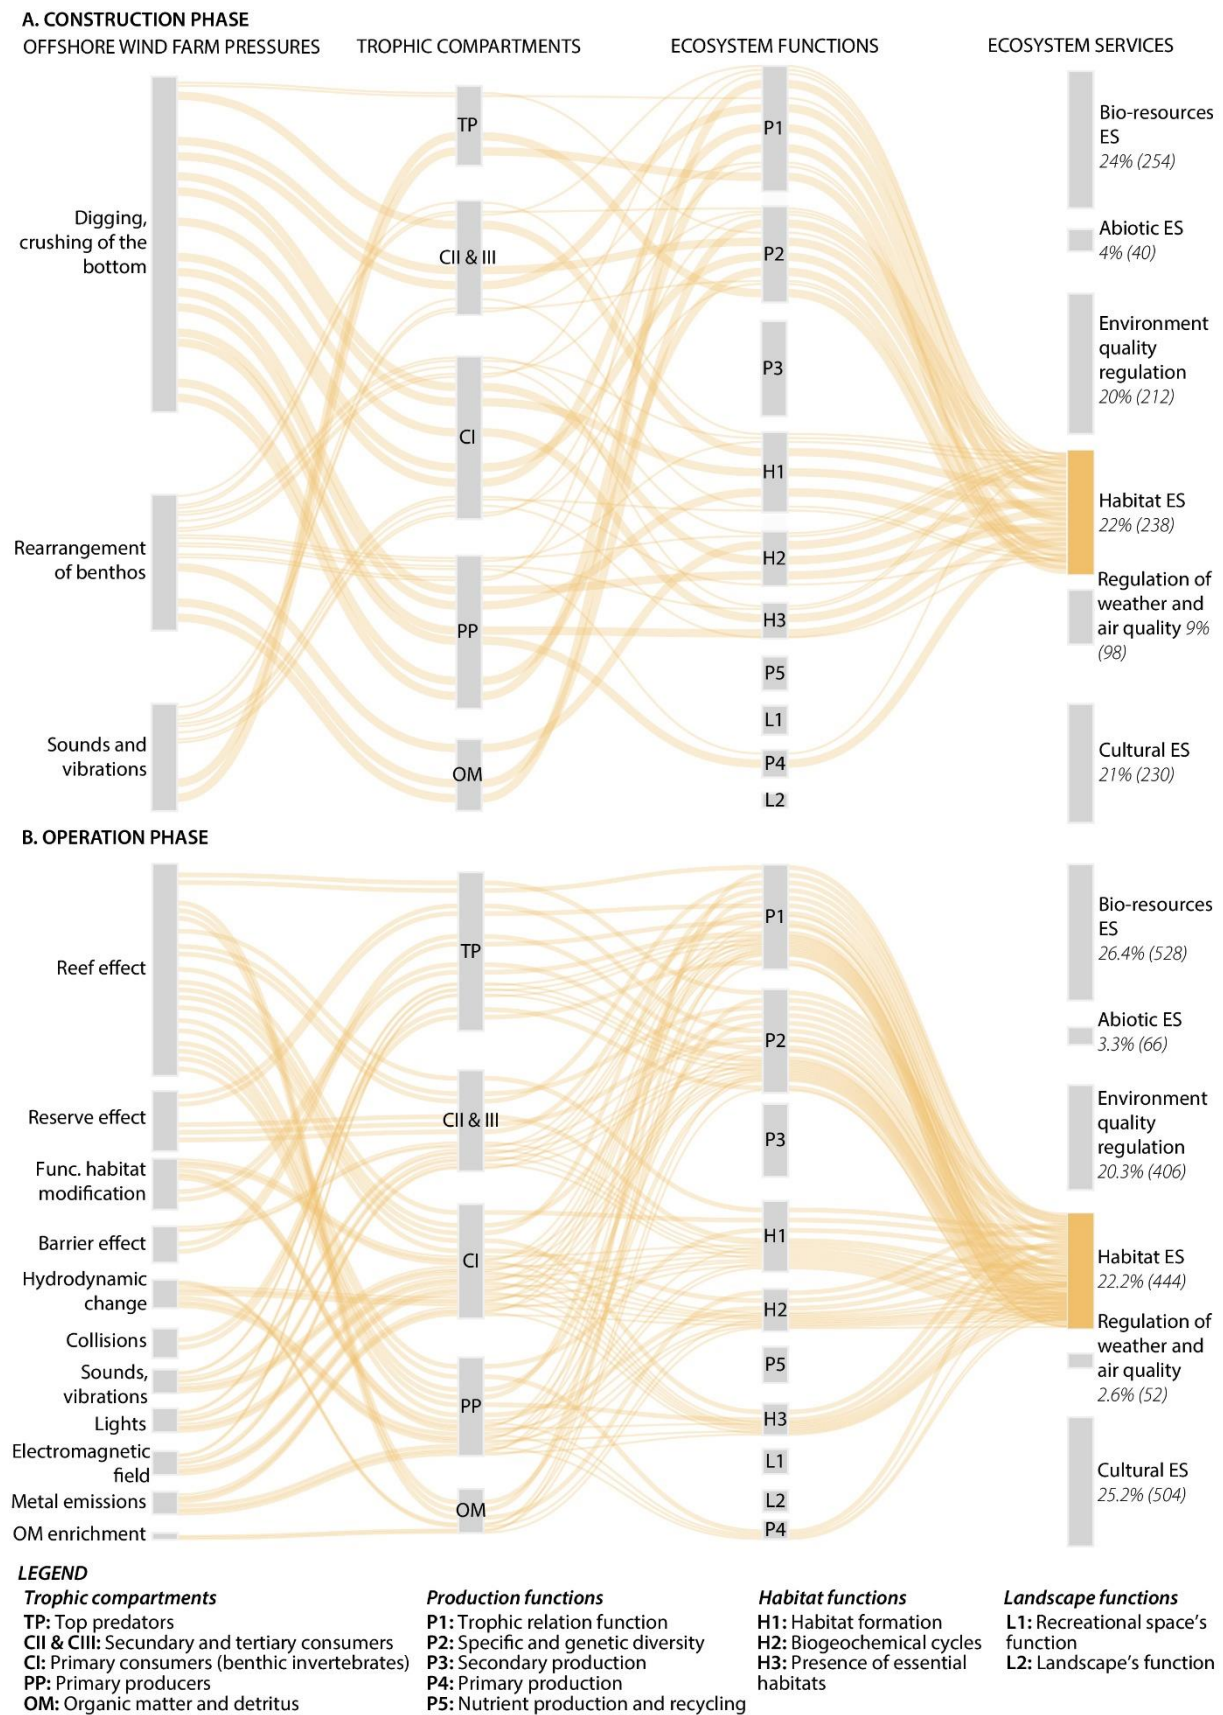 A. CONSTRUCTION PHASE
OFFSHORE WIND FARM PRESSURES
TROPHIC COMPARTMENTS
ECOSYSTEM FUNCTIONS
ECOSYSTEM SERVICES
Digging,
crushing of the
bottom
Rearrangement
of benthos
Sounds and
vibrations
TP
CII & III
CI
PP
OM
P1
P2
P3
H1
H2
H3
P5
L1
P4
L2
Bio-resources
ES
24% (254)
Abiotic ES
4% (40)
Environment
quality
regulation
20% (212)
Habitat ES
22% (238)
Regulation of
weather and
air quality 9%
(98)
Cultural ES
21% (230)
B. OPERATION PHASE
Reef effect
Reserve effect
Func. habitat
modification
Barrier effect
Hydrodynamic
change
Collisions
Sounds,
vibrations
Lights
Electromagnetic
field
Metal emissions
OM enrichment
TP
CII & III
CI
PP
OM
P1
P2
P3
H1
H2
P5
H3
L1
L2
P4
Bio-resources
ES
26.4% (528)
Abiotic ES
3.3% (66)
Environment
quality
regulation
20.3% (406)
Habitat ES
22.2% (444)
Regulation of
weather and
air quality
2.6% (52)
Cultural ES
25.2% (504)
LEGEND
Trophic compartments
TP: Top predators
CII & CIII: Secundary and tertiary consumers
CI: Primary consumers (benthic invertebrates)
PP: Primary producers
OM: Organic matter and detritus
Production functions
P1: Trophic relation function
P2: Specific and genetic diversity
P3: Secondary production
P4: Primary production
P5: Nutrient production and recycling
Habitat functions
H1: Habitat formation
H2: Biogeochemical cycles
H3: Presence of essential
habitats
Landscape functions
L1: Recreational space's
function
L2: Landscape's function